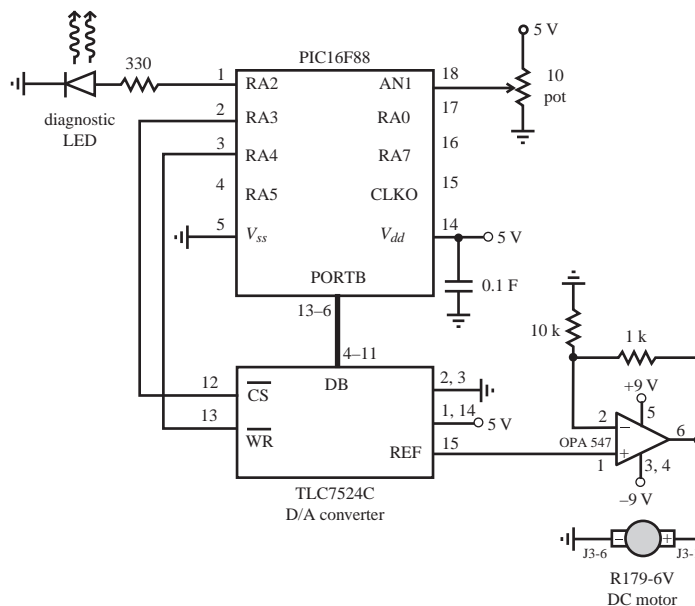 5 V
PIC16F88
330
1
RA2
AN1
18
10
pot
diagnostic
LED
2
RA3
RA0
17
3
RA4
RA7
16
4
RA5
CLKO
15
5
Vss
Vdd
14
5 V
PORTB
0.1 F
13–6
10 k
1 k
4–11
12
CS
DB
2, 3
+9 V
5
1, 14
5 V
13
WR
2
−
6
REF
15
OPA 547
+
1
3, 4
–9 V
TLC7524C
D/A converter
−
+
J3-6
J3-
R179-6V
DC motor